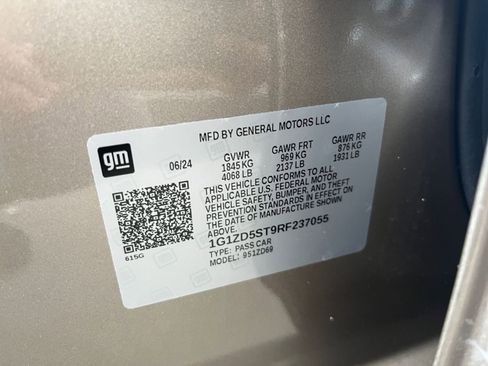 MFD BY GENERAL MOTORS LLC
gm
06/24
GVWR GAWR FRT GAWR RR
1845 KG 969 KG 876 KG
4068 LB 2137 LB 1931 LB
THIS VEHICLE CONFORMS TO ALL
APPLICABLE U.S. FEDERAL MOTOR
VEHICLE SAFETY, BUMPER, AND THEFT
PREVENTION STANDARDS IN EFFECT ON
THE DATE OF MANUFACTURE SHOWN
ABOVE.
1G1ZD5ST9RF237055
TYPE: PASS CAR
MODEL: 951ZD69
615G